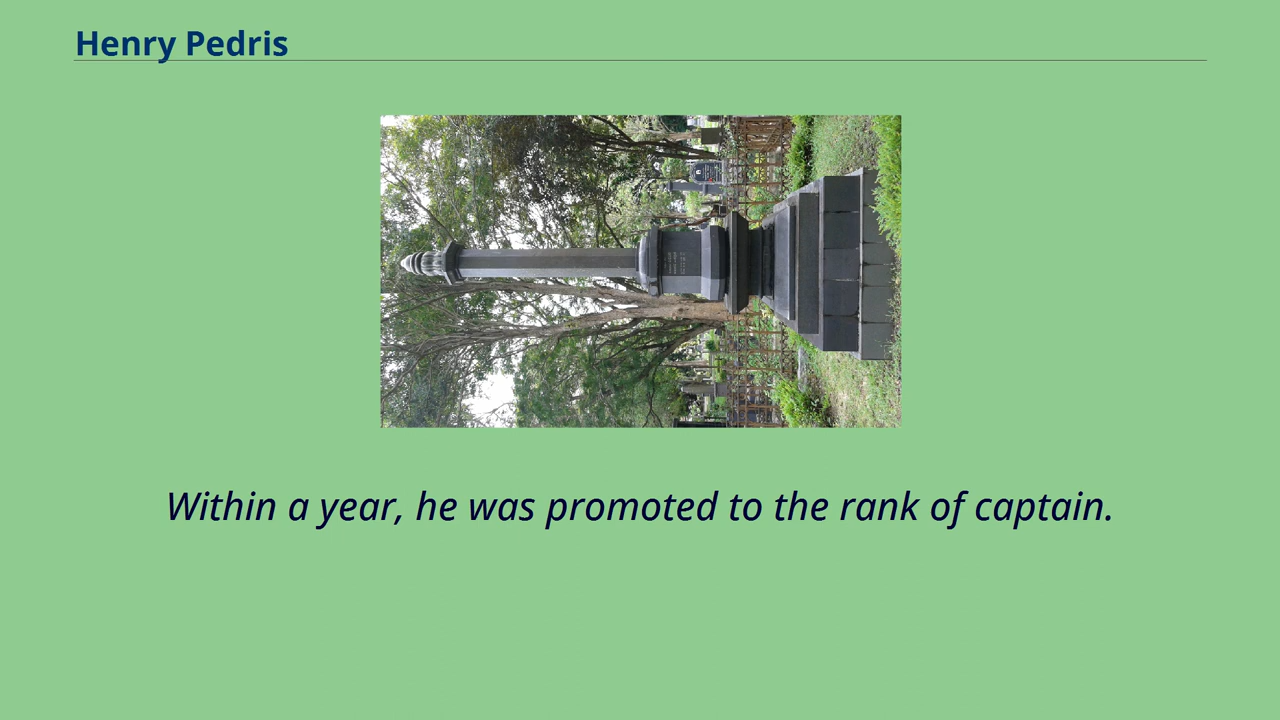 Henry Pedris
Within a year, he was promoted to the rank of captain.